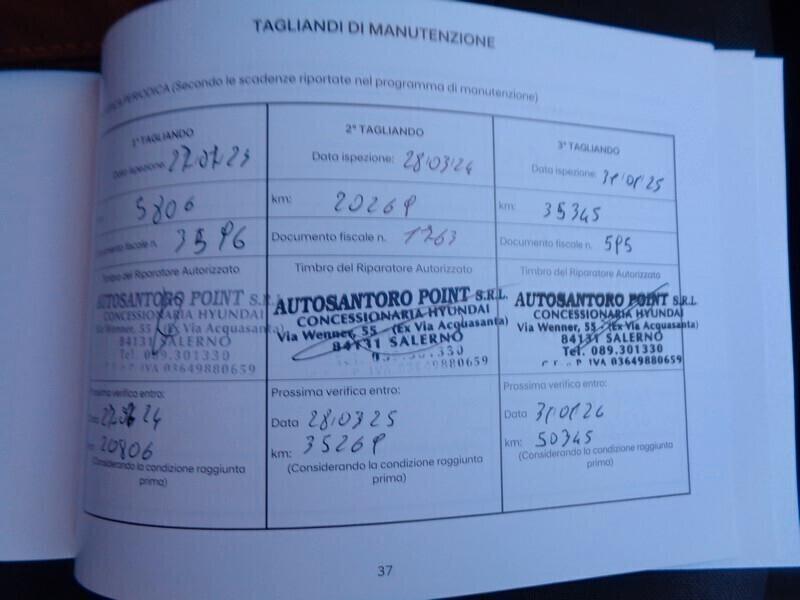 TAGLIANDI DI MANUTENZIONE
PERIODICA (Secondo le scadenze riportate nel programma di manutenzione)
1° TAGLIANDO
Data ispezione: 27/07/23
5806
Documento fiscale n. 3596
Timbro del Riparatore Autorizzato
AUTOSANTORO POINT S.R.L.
CONCESSIONARIA HYUNDAI
Via Wenner, 55 (Ex Via Acquasanta)
84131 SALERNO
Tel. 089.301330
P. IVA 03649880659
Prossima verifica entro:
Data 27/07/24
km: 20806
(Considerando la condizione raggiunta
prima)
2° TAGLIANDO
Data ispezione: 28/03/24
km: 20269
Documento fiscale n. 1263
Timbro del Riparatore Autorizzato
AUTOSANTORO POINT S.R.L.
CONCESSIONARIA HYUNDAI
Via Wenner, 55 (Ex Via Acquasanta)
84131 SALERNO
301330
P. IVA 03649880659
Prossima verifica entro:
Data 28/03/25
km: 35269
(Considerando la condizione raggiunta
prima)
3° TAGLIANDO
Data ispezione: 31/01/25
km: 35345
Documento fiscale n. 595
Timbro del Riparatore Autorizzato
AUTOSANTORO POINT S.R.L.
CONCESSIONARIA HYUNDAI
Via Wenner, 55 (Ex Via Acquasanta)
84131 SALERNO
Tel. 089.301330
P. IVA 03649880659
Prossima verifica entro:
Data 31/01/26
km: 50345
(Considerando la condizione raggiunta
prima)
37